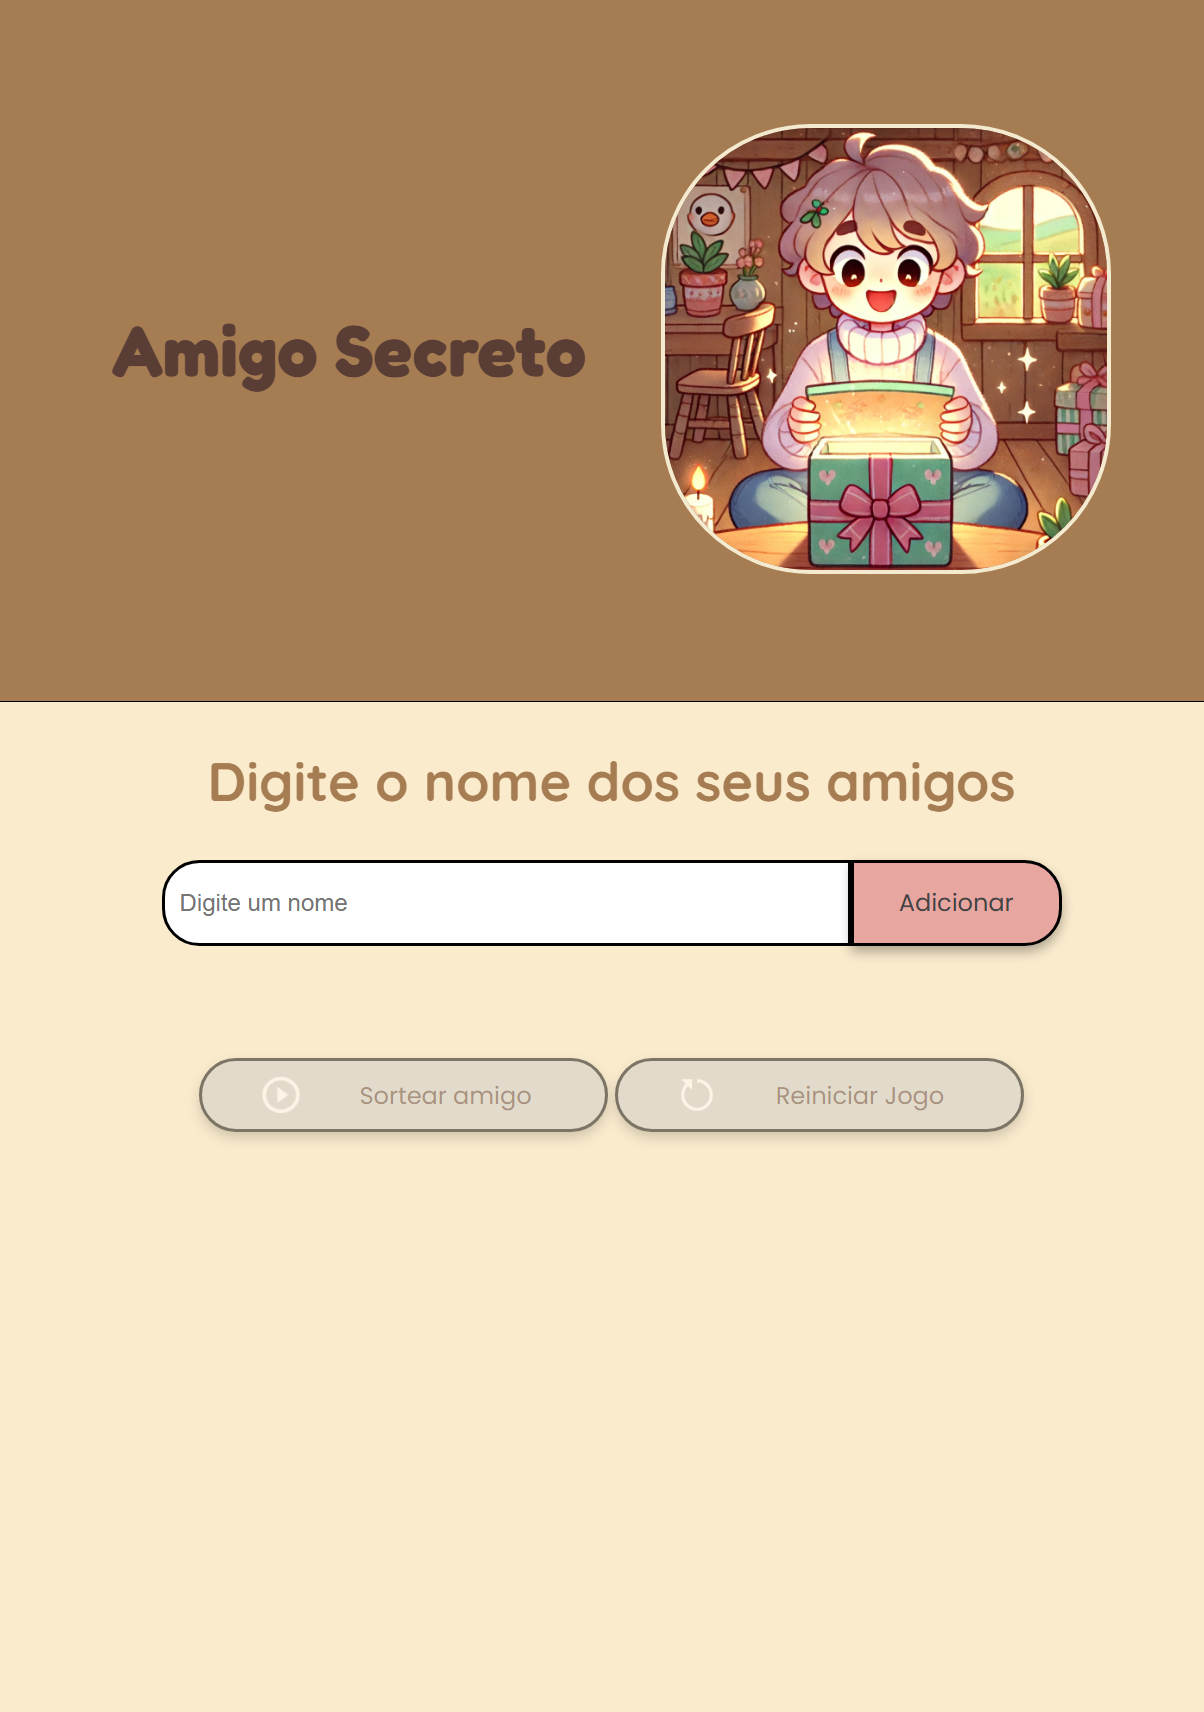 Amigo Secreto
Digite o nome dos seus amigos
Digite um nome
Adicionar
Sortear amigo
Reiniciar Jogo